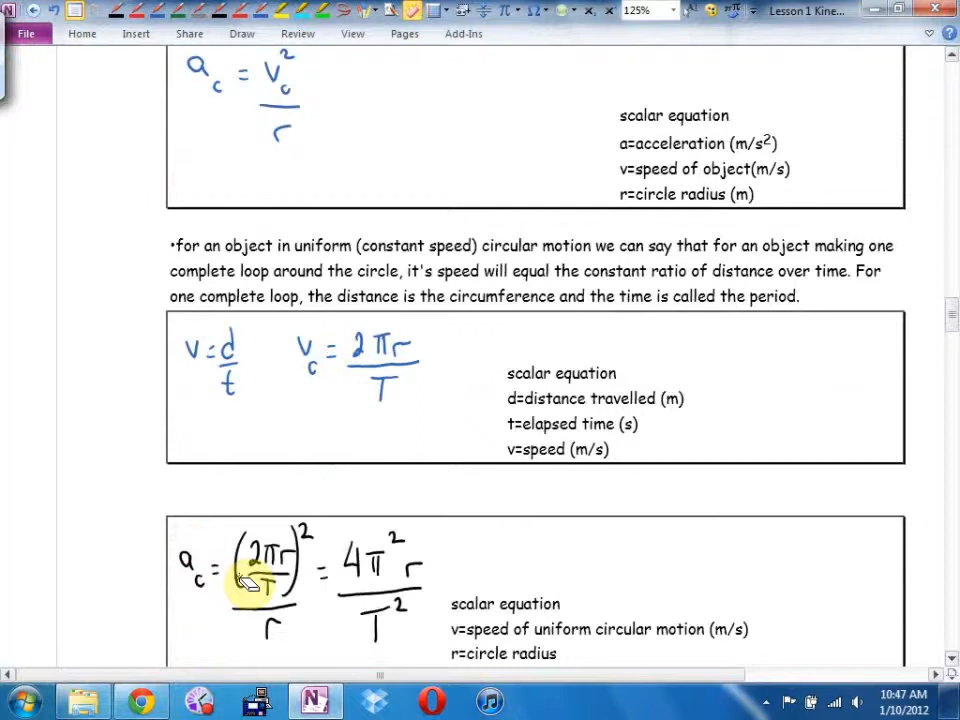 125%
Lesson 1 Kine...
File Home Insert Share Draw Review View Pages Add-Ins
a_c = v_c^2 / r
scalar equation
a=acceleration (m/s²)
v=speed of object(m/s)
r=circle radius (m)
•for an object in uniform (constant speed) circular motion we can say that for an object making one
complete loop around the circle, it's speed will equal the constant ratio of distance over time. For
one complete loop, the distance is the circumference and the time is called the period.
v = d/t   v_c = 2πr / T
scalar equation
d=distance travelled (m)
t=elapsed time (s)
v=speed (m/s)
a_c = (2πr / T)^2 / r = 4π^2 r / T^2
scalar equation
v=speed of uniform circular motion (m/s)
r=circle radius
10:47 AM
1/10/2012